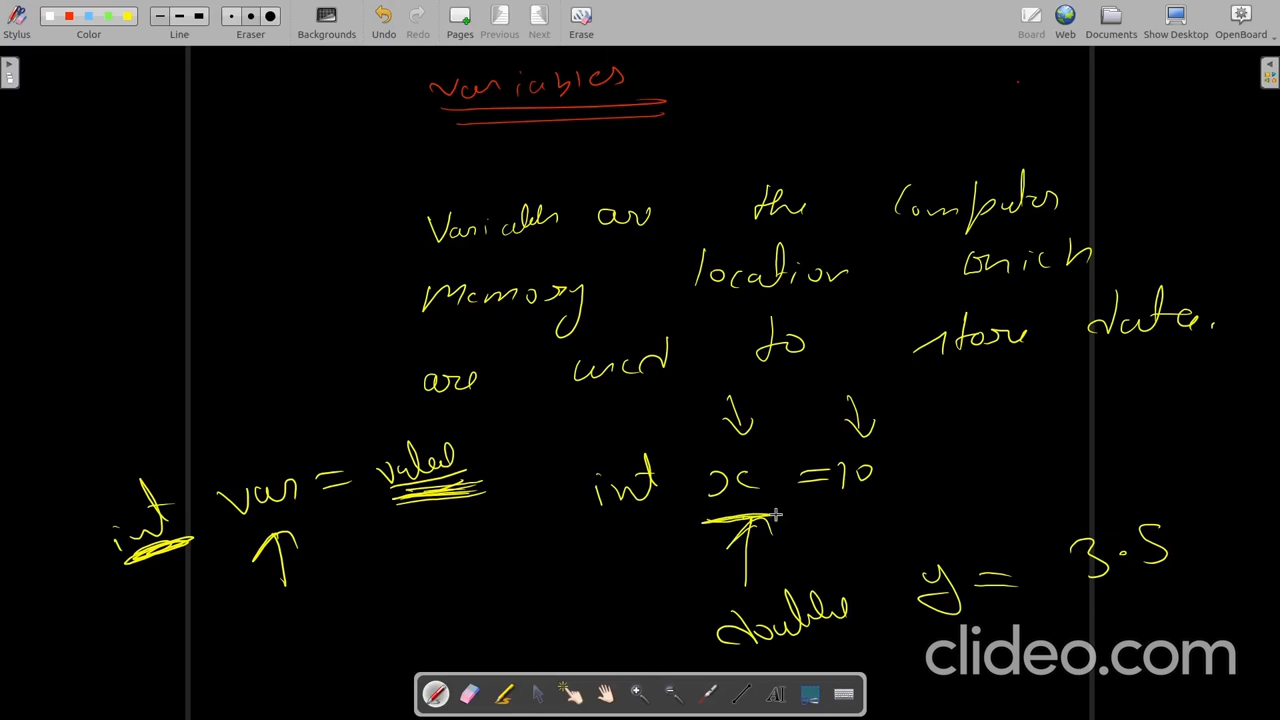 Stylus
Color
Line
Eraser
Backgrounds
Undo
Redo
Pages
Previous
Next
Erase
Board
Web
Documents
Show Desktop
OpenBoard
variables
Variables are the Computer
Memory location which
are used to store data.
int var = value
int x = 10
double y = 3.5
clideo.com